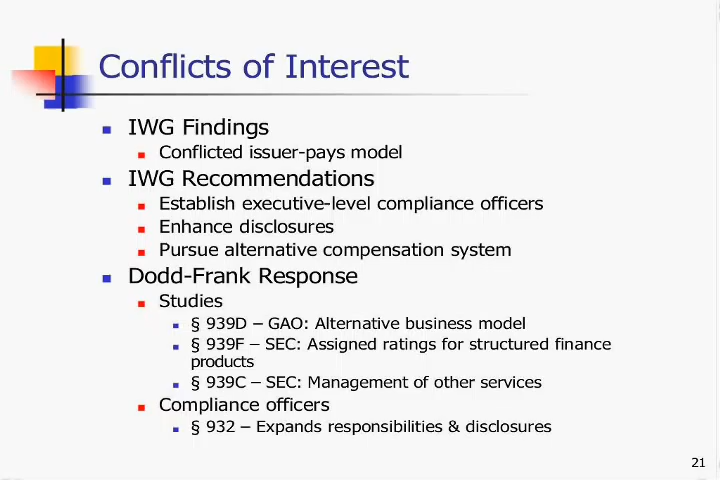 Conflicts of Interest
IWG Findings
Conflicted issuer-pays model
IWG Recommendations
Establish executive-level compliance officers
Enhance disclosures
Pursue alternative compensation system
Dodd-Frank Response
Studies
§ 939D – GAO: Alternative business model
§ 939F – SEC: Assigned ratings for structured finance
products
§ 939C – SEC: Management of other services
Compliance officers
§ 932 – Expands responsibilities & disclosures
21